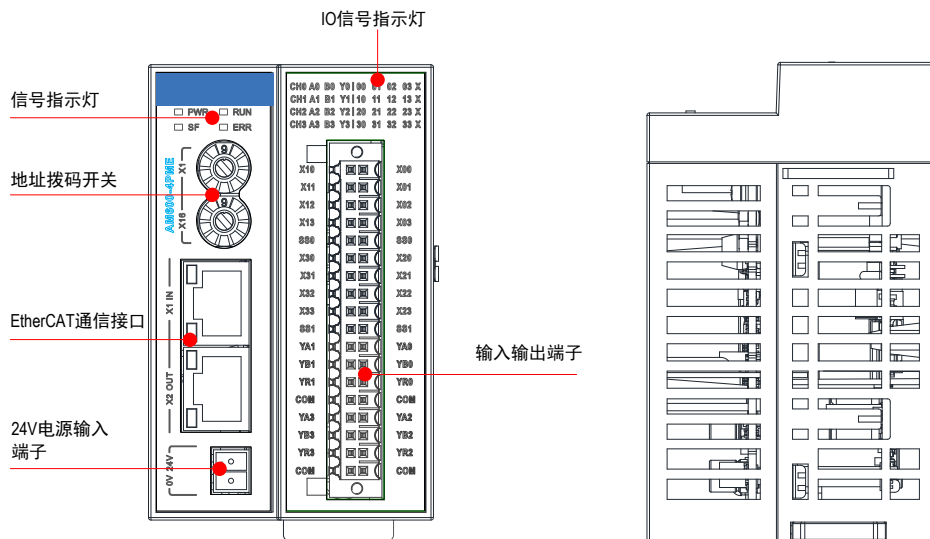 IO信号指示灯
信号指示灯
地址拨码开关
EtherCAT通信接口
24V电源输入
端子
输入输出端子
PWR RUN
SF ERR
AM600-4PME
X1
X16
X1 IN
X2 OUT
0V 24V
CH0 A0 B0 Y0|00 01 02 03 X
CH1 A1 B1 Y1|10 11 12 13 X
CH2 A2 B2 Y2|20 21 22 23 X
CH3 A3 B3 Y3|30 31 32 33 X
X10 X00
X11 X01
X12 X02
X13 X03
SS0 SS0
X30 X20
X31 X21
X32 X22
X33 X23
SS1 SS1
YA1 YA0
YB1 YB0
YR1 YR0
COM COM
YA3 YA2
YB3 YB2
YR3 YR2
COM COM